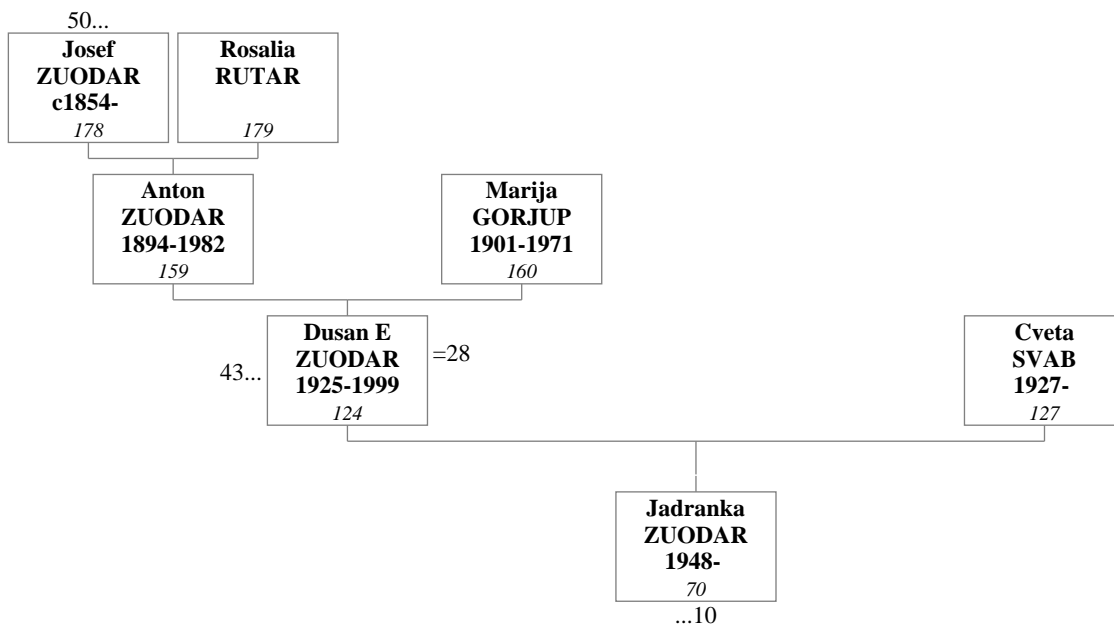 50...
Josef
ZUODAR
c1854-
178
Rosalia
RUTAR
179
Anton
ZUODAR
1894-1982
159
Marija
GORJUP
1901-1971
160
43...
Dusan E
ZUODAR
1925-1999
124
=28
Cveta
SVAB
1927-
127
Jadranka
ZUODAR
1948-
70
...10